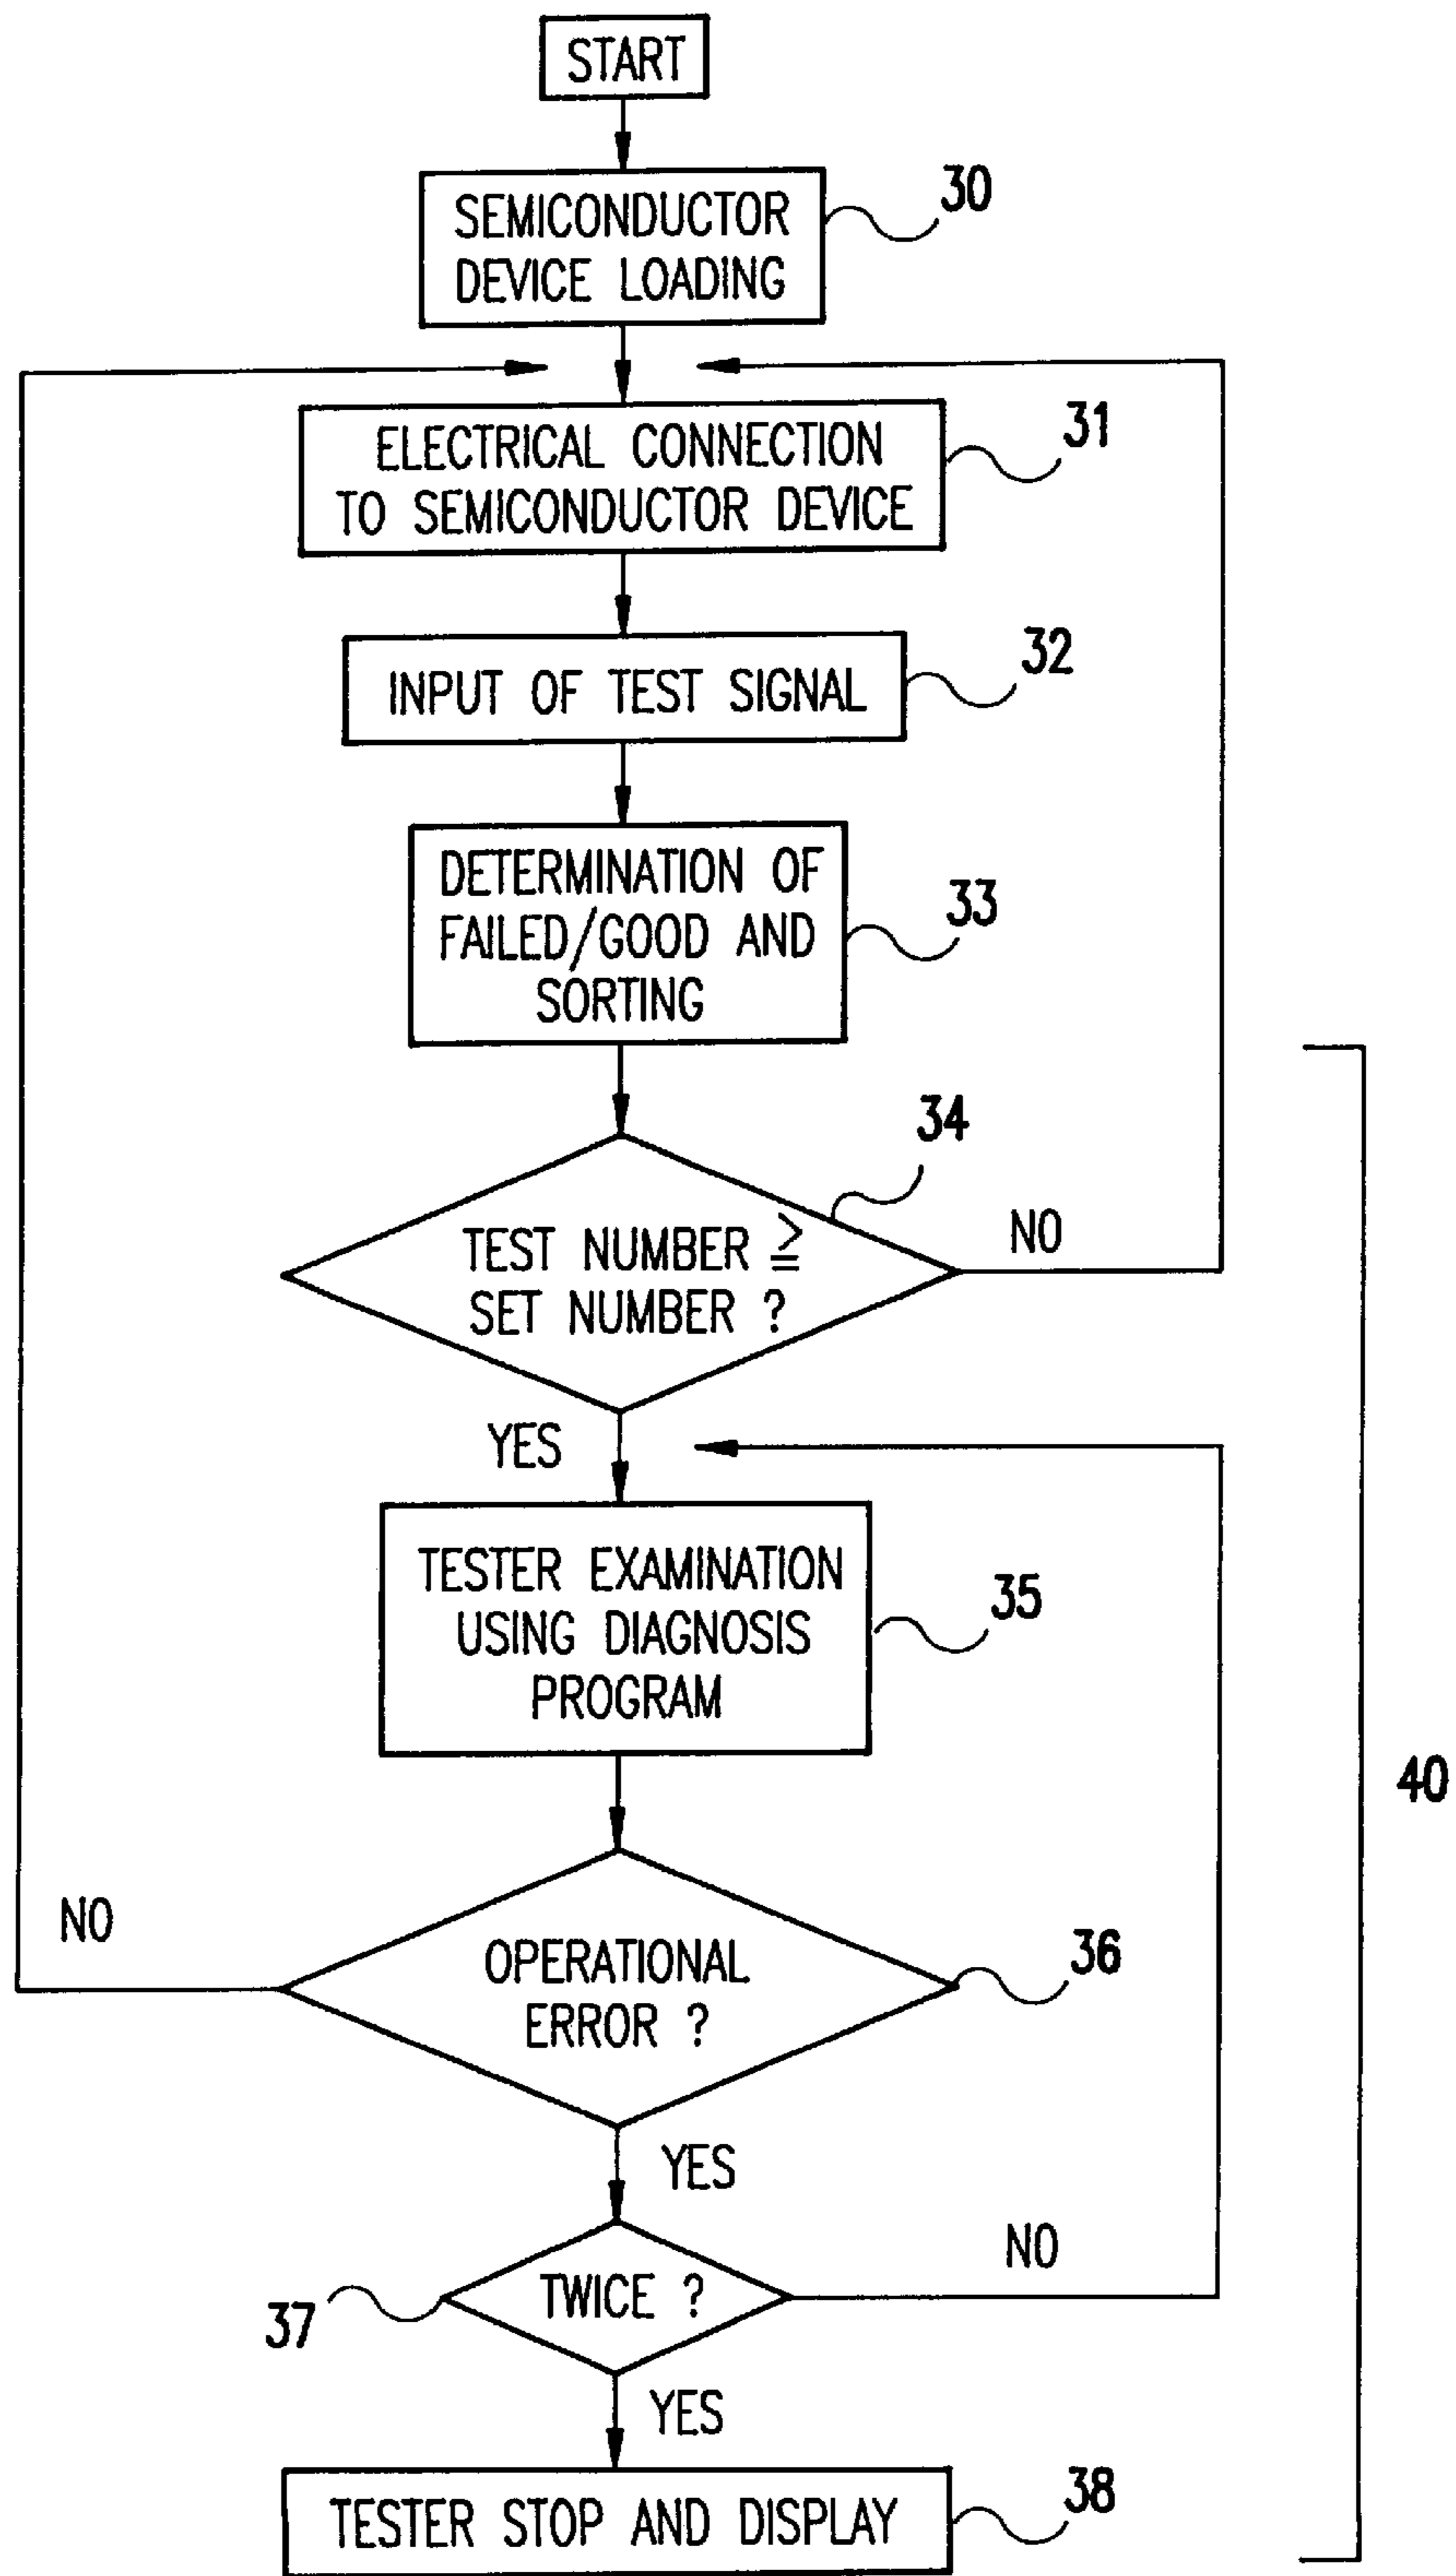 START
SEMICONDUCTOR
DEVICE LOADING
30
ELECTRICAL CONNECTION
TO SEMICONDUCTOR DEVICE
31
INPUT OF TEST SIGNAL
32
DETERMINATION OF
FAILED/GOOD AND
SORTING
33
34
TEST NUMBER ≧
SET NUMBER ?
NO
YES
TESTER EXAMINATION
USING DIAGNOSIS
PROGRAM
35
40
NO
OPERATIONAL
ERROR ?
36
YES
NO
TWICE ?
37
YES
TESTER STOP AND DISPLAY
38